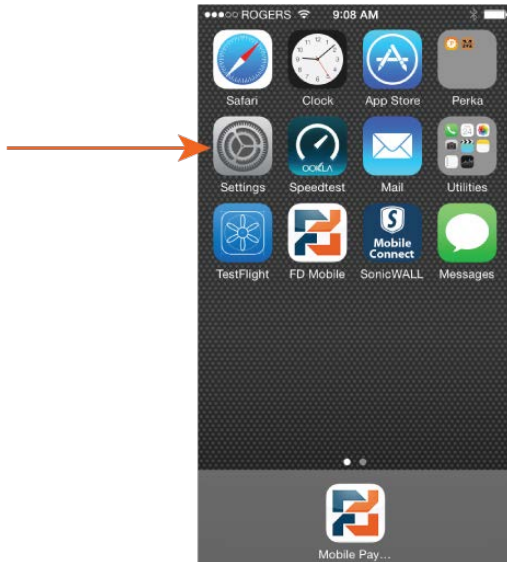 ROGERS 9:08 AM
Safari Clock App Store Perka
OOKLA
Settings Speedtest Mail Utilities
S
Mobile
Connect
TestFlight FD Mobile SonicWALL Messages
Mobile Pay...